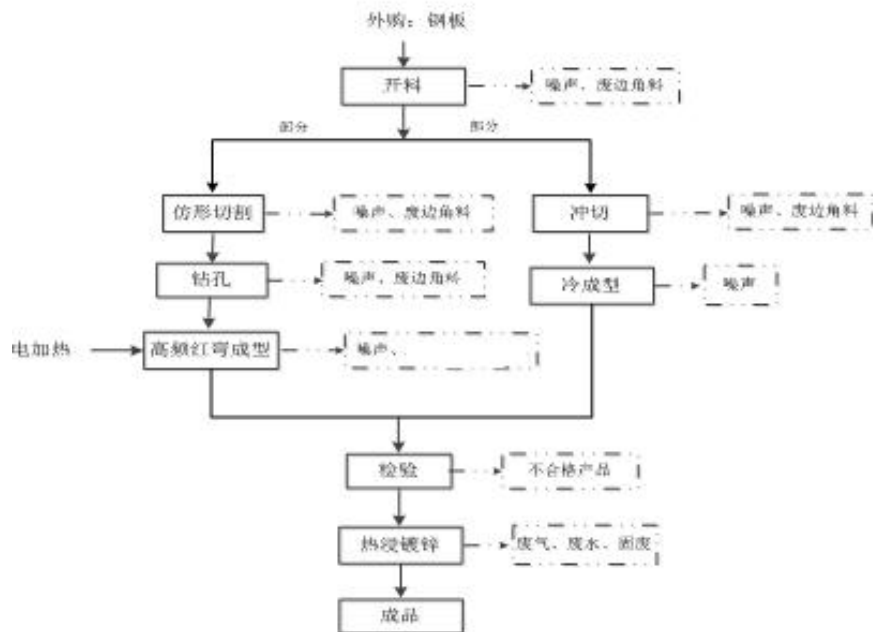 外购：钢板
开料
噪声、废边角料
部分
部分
仿形切割
噪声、废边角料
冲切
噪声、废边角料
钻孔
噪声、废边角料
冷成型
噪声
电加热
高频红弯成型
噪声、
检验
不合格产品
热浸镀锌
废气、废水、固废
成品